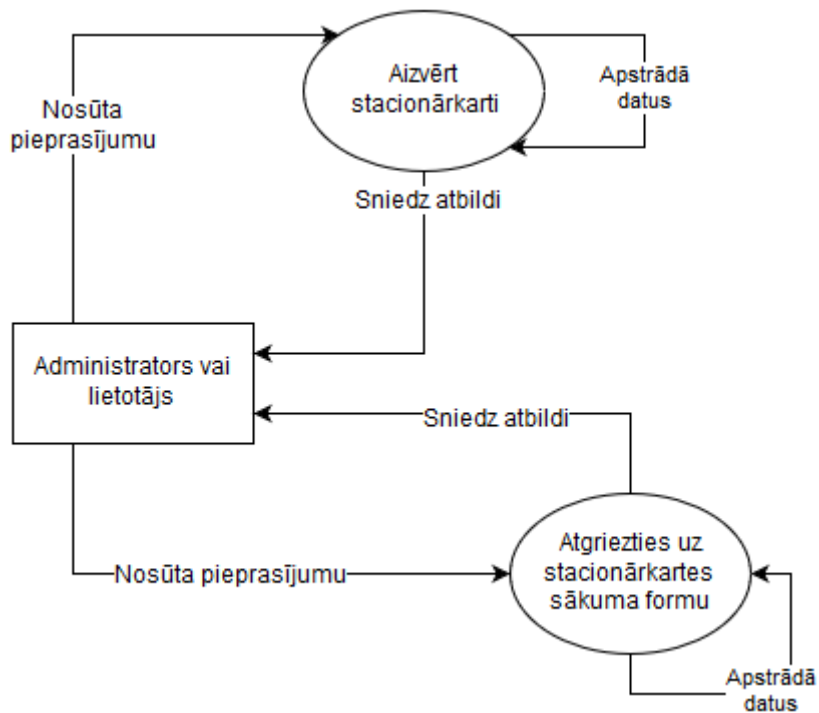 Aizvērt
stacionārkarti
Apstrādā
datus
Nosūta
pieprasījumu
Sniedz atbildi
Administrators vai
lietotājs
Sniedz atbildi
Nosūta pieprasījumu
Atgriezties uz
stacionārkartes
sākuma formu
Apstrādā
datus